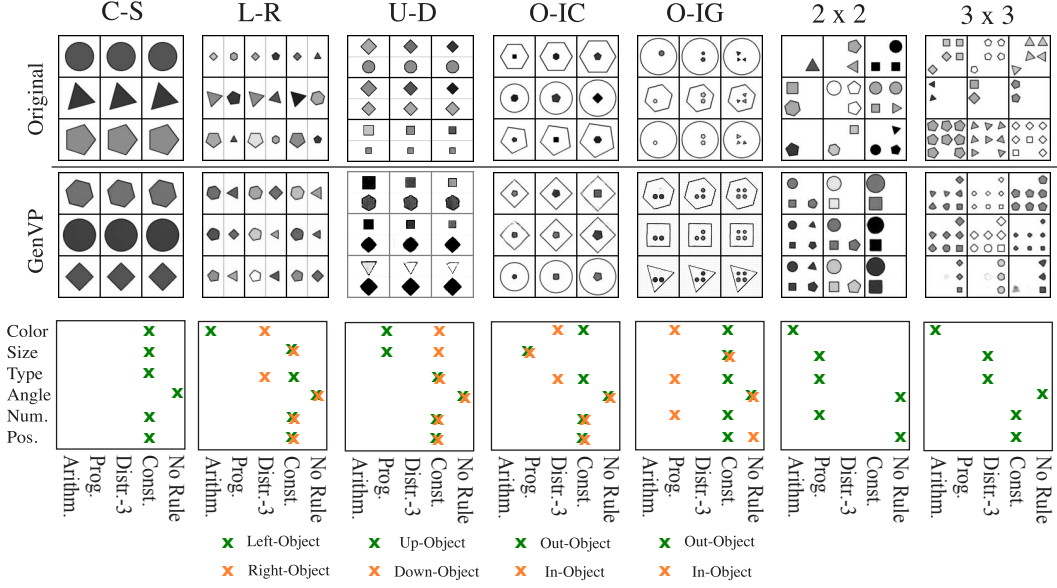 C-S L-R U-D O-IC O-IG 2 x 2 3 x 3
Original
GenVP
Color
Size
Type
Angle
Num.
Pos.
Arithm. Prog. Distr.-3 Const. No Rule Arithm. Prog. Distr.-3 Const. No Rule Arithm. Prog. Distr.-3 Const. No Rule Arithm. Prog. Distr.-3 Const. No Rule Arithm. Prog. Distr.-3 Const. No Rule Arithm. Prog. Distr.-3 Const. No Rule Arithm. Prog. Distr.-3 Const. No Rule
x Left-Object x Up-Object x Out-Object x Out-Object
x Right-Object x Down-Object x In-Object x In-Object